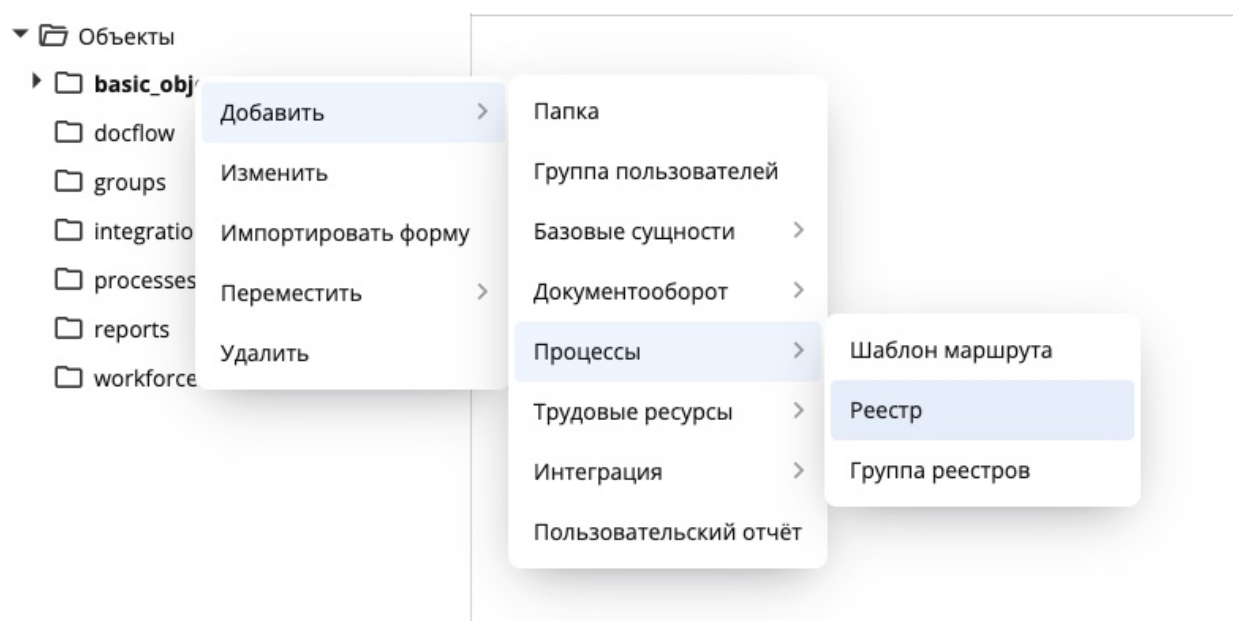 Объекты
basic_obj
docflow
groups
integratio
processes
reports
workforce
Добавить
Изменить
Импортировать форму
Переместить
Удалить
Папка
Группа пользователей
Базовые сущности
Документооборот
Процессы
Трудовые ресурсы
Интеграция
Пользовательский отчёт
Шаблон маршрута
Реестр
Группа реестров